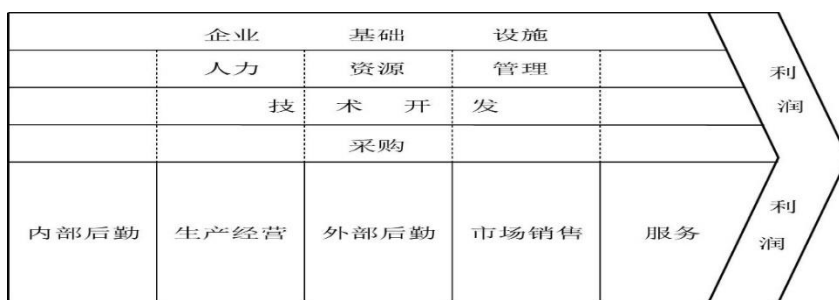 企业 基础 设施
人力 资源 管理
技 术 开 发
采购
利润
内部后勤 生产经营 外部后勤 市场销售 服务
利润